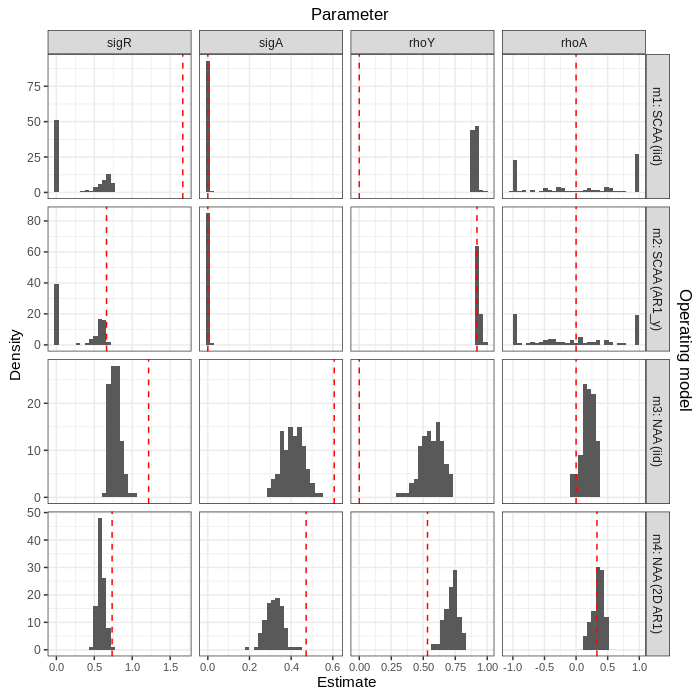 Parameter
sigR sigA rhoY rhoA
75
50
25
0
m1: SCAA (iid)
80
60
40
20
0
m2: SCAA (AR1_y)
20
10
0
m3: NAA (iid)
50
40
30
20
10
0
m4: NAA (2D AR1)
Density
Operating model
0.0 0.5 1.0 1.5 0.0 0.2 0.4 0.6 0.00 0.25 0.50 0.75 1.00 -1.0 -0.5 0.0 0.5 1.0
Estimate